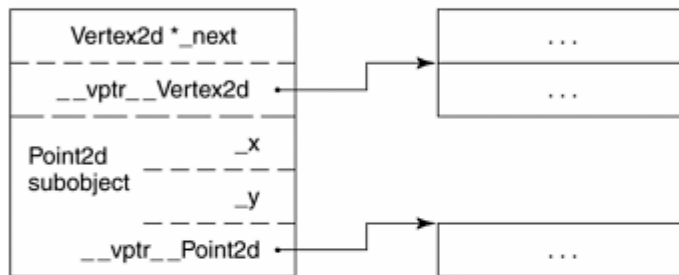 Vertex2d *_next
...
__vptr__Vertex2d
...
Point2d
subobject
_x
_y
__vptr__Point2d
...